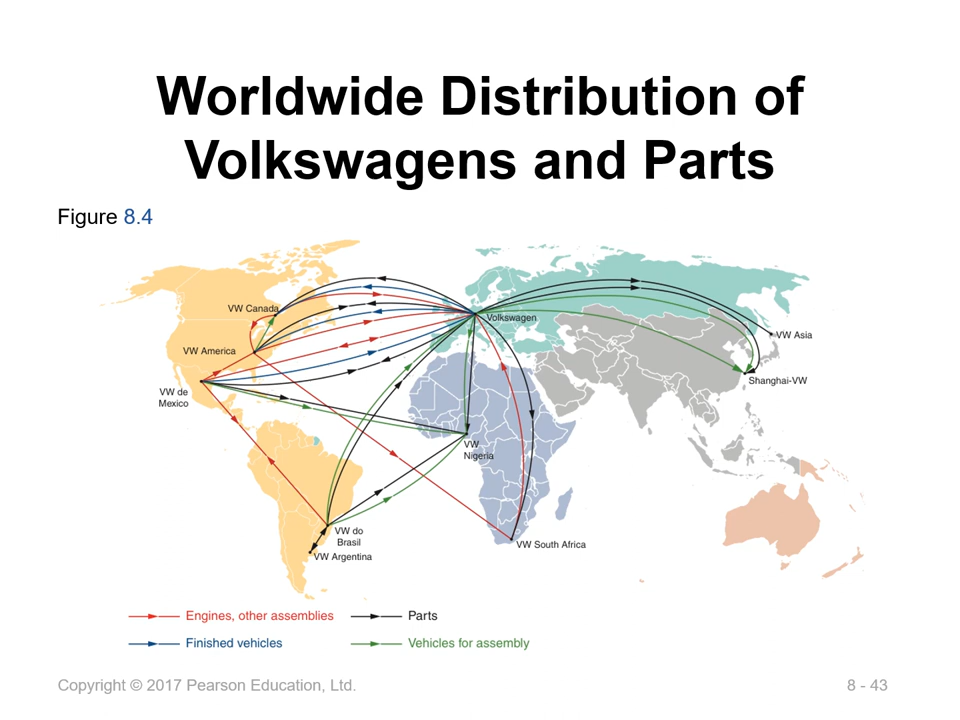 Worldwide Distribution of
Volkswagens and Parts
Figure 8.4
VW Canada
Volkswagen
VW America
VW Asia
VW de
Mexico
Shanghai-VW
VW
Nigeria
VW do
Brasil
VW South Africa
VW Argentina
Engines, other assemblies
Parts
Finished vehicles
Vehicles for assembly
Copyright © 2017 Pearson Education, Ltd.
8 - 43